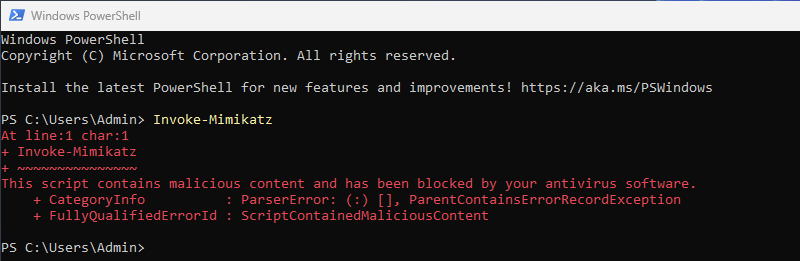 Windows PowerShell
Windows PowerShell
Copyright (C) Microsoft Corporation. All rights reserved.
Install the latest PowerShell for new features and improvements! https://aka.ms/PSWindows
PS C:\Users\Admin> Invoke-Mimikatz
At line:1 char:1
+ Invoke-Mimikatz
+ ~~~~~~~~~~~~~~~
This script contains malicious content and has been blocked by your antivirus software.
    + CategoryInfo          : ParserError: (:) [], ParentContainsErrorRecordException
    + FullyQualifiedErrorId : ScriptContainedMaliciousContent
PS C:\Users\Admin>